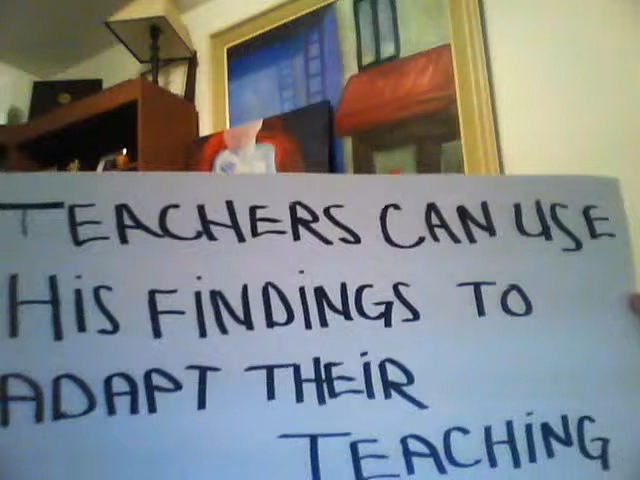 TEACHERS CAN USE
HiS FiNDiNGS TO
ADAPT THEiR
TEACHiNG